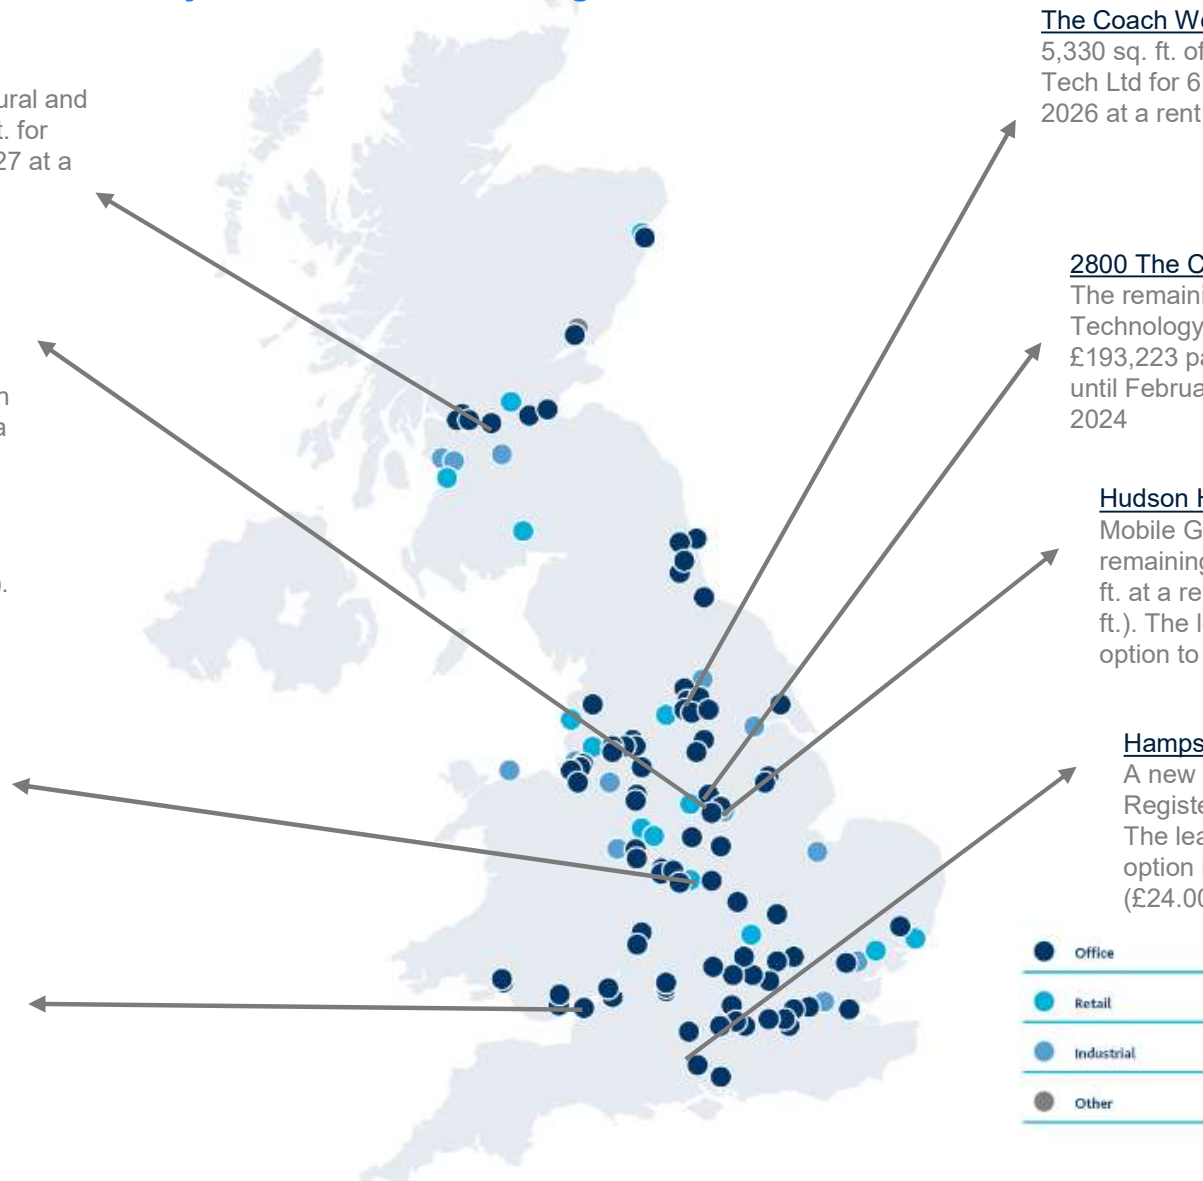 ural and
t. for
27 at a
n
a
).
The Coach W
5,330 sq. ft. of
Tech Ltd for 6
2026 at a rent
2800 The C
The remaini
Technology
£193,223 pa
until Februa
2024
Hudson H
Mobile G
remaining
ft. at a re
ft.). The l
option to
Hamps
A new
Registe
The lea
option
(£24.00
Office
Retail
Industrial
Other